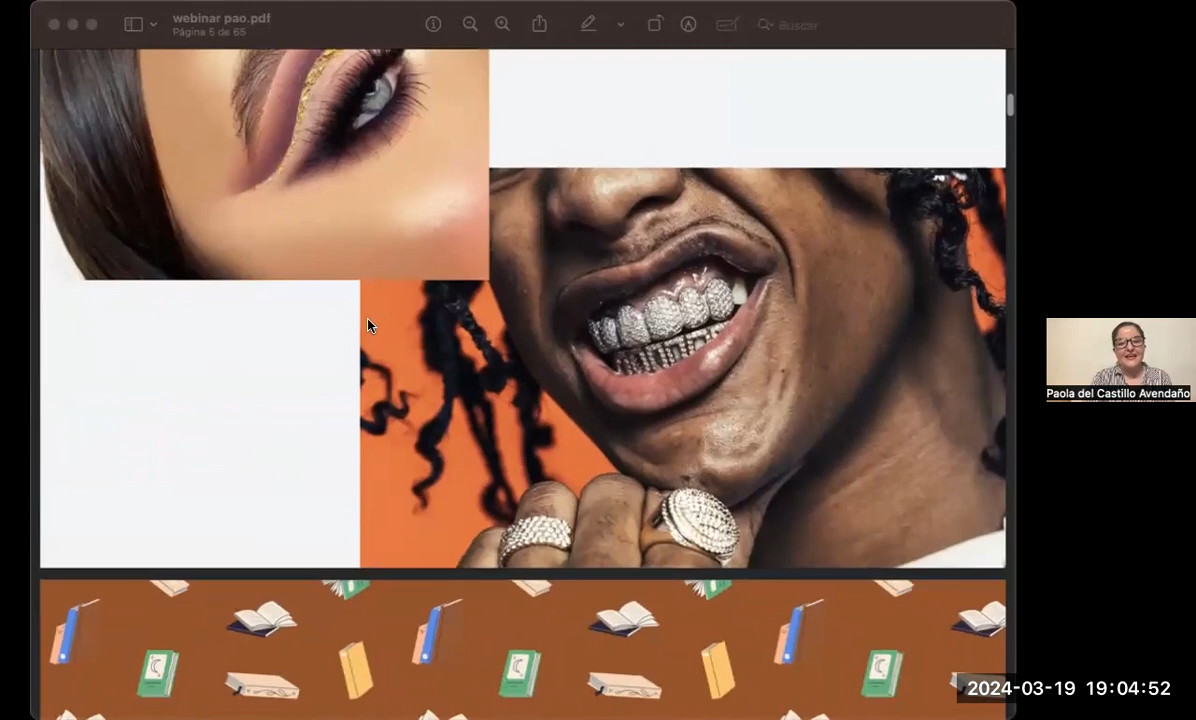 webinar pao.pdf
Página 5 de 65
Buscar
Paola del Castillo Avendaño
2024-03-19 19:04:52